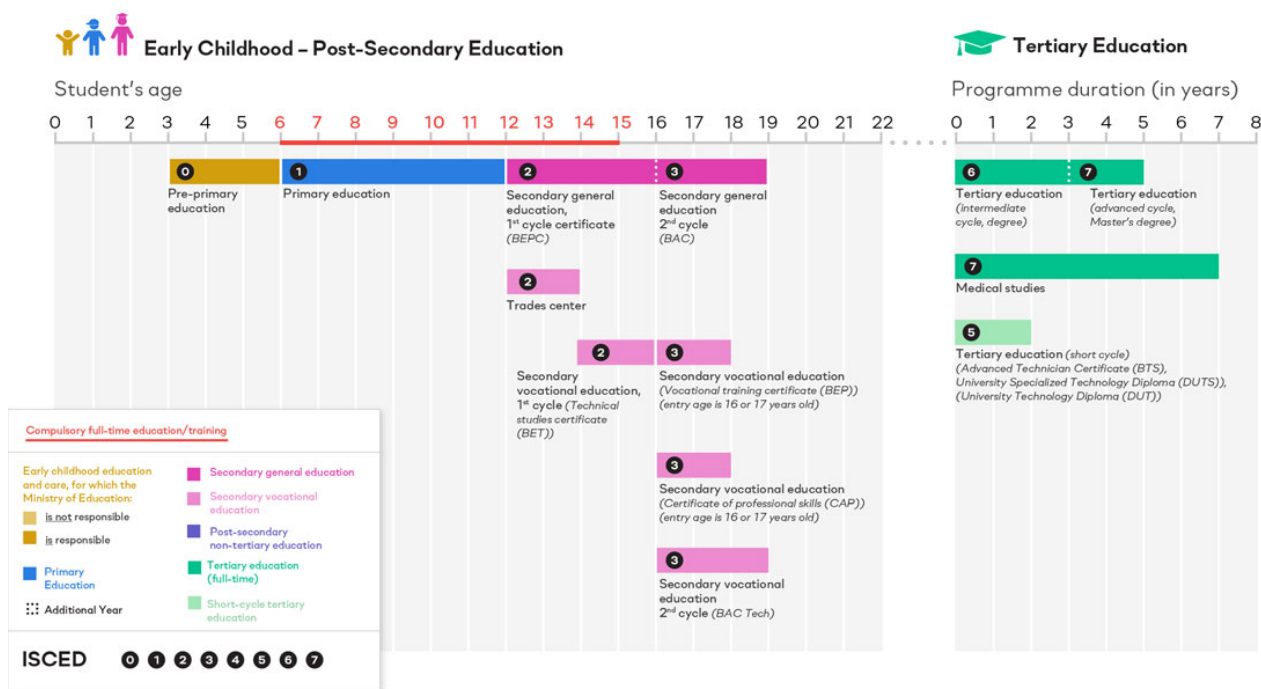 Early Childhood – Post-Secondary Education
Student's age
0 1 2 3 4 5 6 7 8 9 10 11 12 13 14 15 16 17 18 19 20 21 22
Tertiary Education
Programme duration (in years)
0 1 2 3 4 5 6 7 8
0
Pre-primary
education
1
Primary education
2
Secondary general
education,
1st cycle certificate
(BEPC)
3
Secondary general
education
2nd cycle
(BAC)
2
Trades center
2
Secondary
vocational education,
1st cycle (Technical
studies certificate
(BET))
3
Secondary vocational education
(Vocational training certificate (BEP))
(entry age is 16 or 17 years old)
3
Secondary vocational education
(Certificate of professional skills (CAP))
(entry age is 16 or 17 years old)
3
Secondary vocational
education
2nd cycle (BAC Tech)
6
Tertiary education
(intermediate
cycle, degree)
7
Tertiary education
(advanced cycle,
Master's degree)
7
Medical studies
5
Tertiary education (short cycle)
(Advanced Technician Certificate (BTS),
University Specialized Technology Diploma (DUTS)),
(University Technology Diploma (DUT))
Compulsory full-time education/training
Early childhood education
and care, for which the
Ministry of Education:
is not responsible
is responsible
Primary
Education
Additional Year
Secondary general education
Secondary vocational
education
Post-secondary
non-tertiary education
Tertiary education
(full-time)
Short-cycle tertiary
education
ISCED 0 1 2 3 4 5 6 7